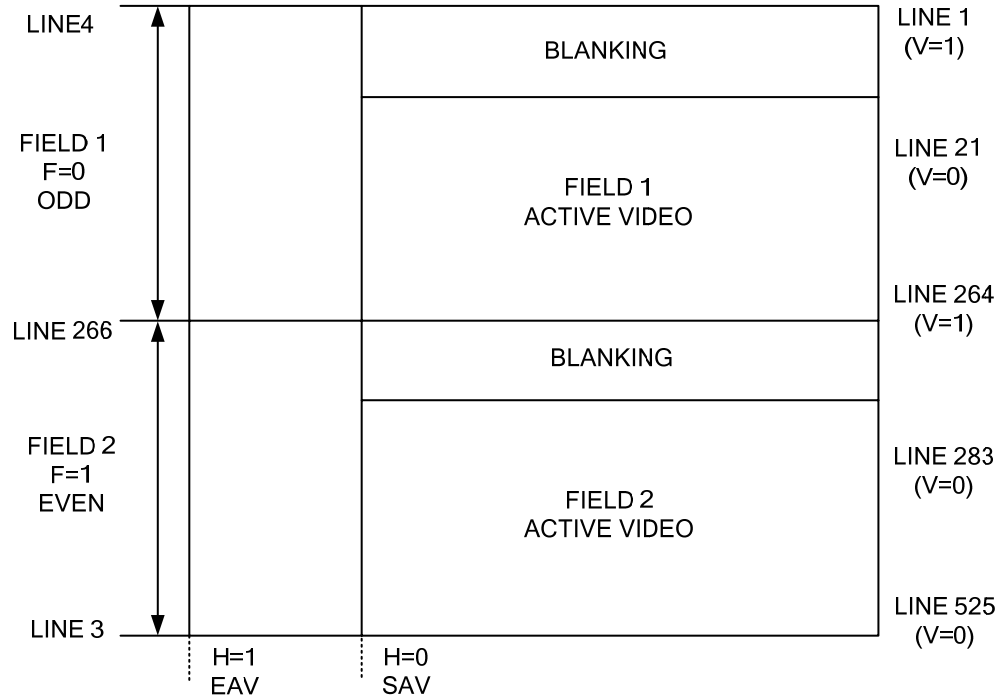 LINE4
LINE 1
(V=1)
BLANKING
FIELD 1
F=0
ODD
LINE 21
(V=0)
FIELD 1
ACTIVE VIDEO
LINE 264
(V=1)
LINE 266
BLANKING
FIELD 2
F=1
EVEN
LINE 283
(V=0)
FIELD 2
ACTIVE VIDEO
LINE 525
(V=0)
LINE 3
H=1
EAV
H=0
SAV